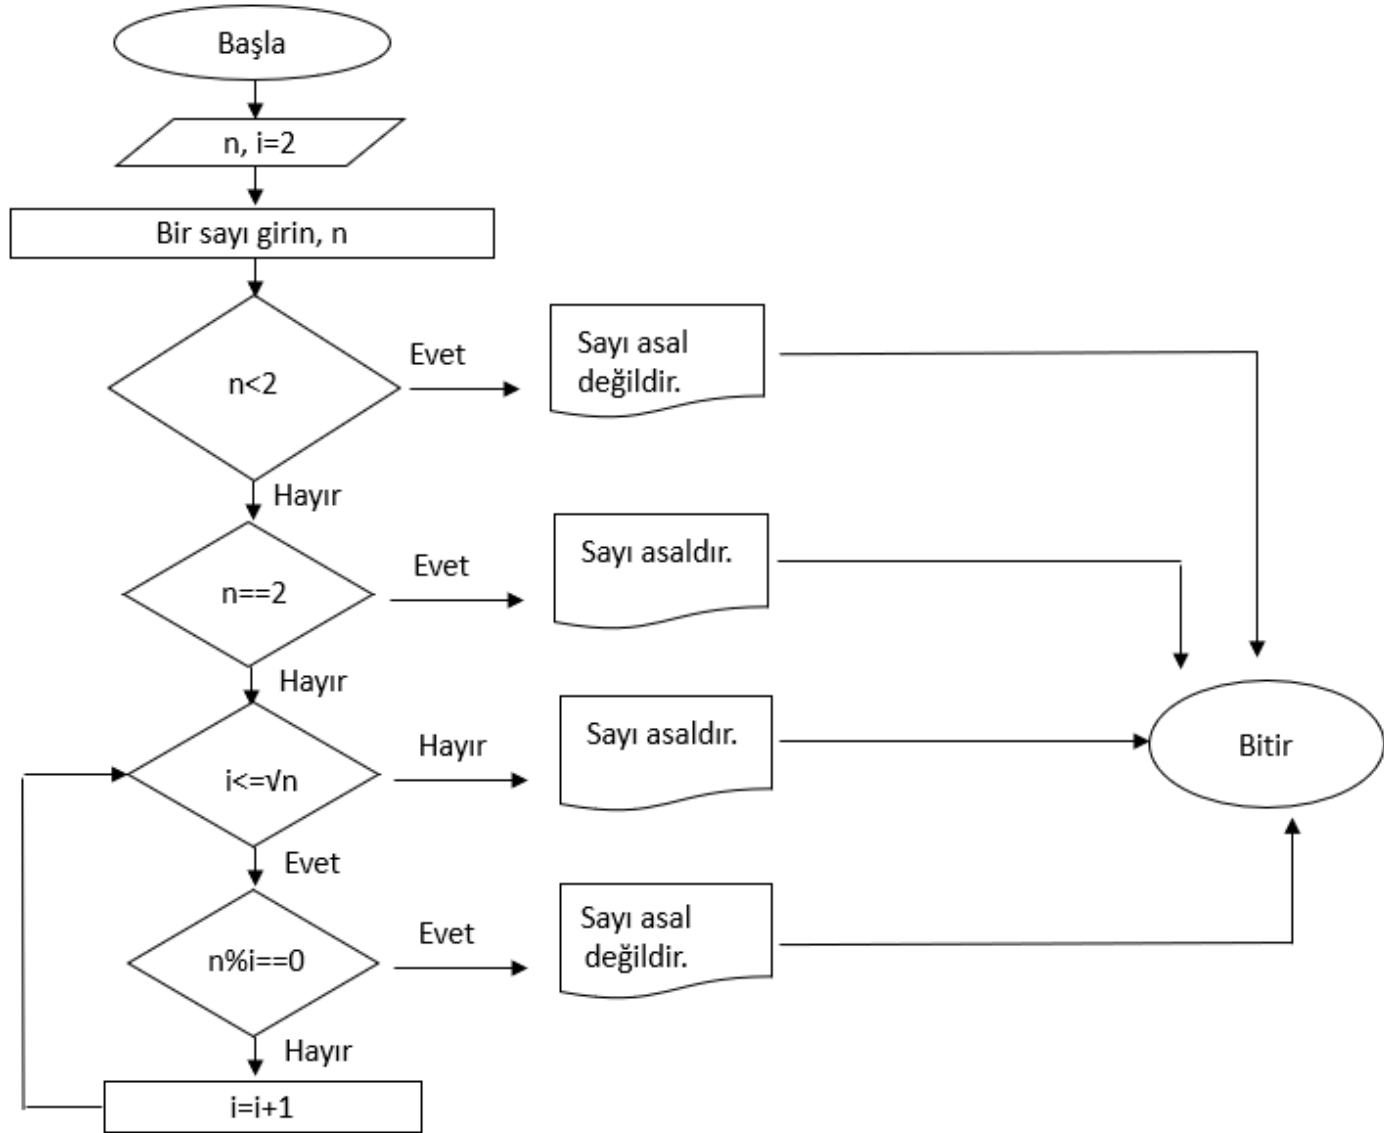 Başla
n, i=2
Bir sayı girin, n
n<2
Evet
Sayı asal
değildir.
Hayır
n==2
Evet
Sayı asaldır.
Hayır
i<=√n
Hayır
Sayı asaldır.
Bitir
Evet
n%i==0
Evet
Sayı asal
değildir.
Hayır
i=i+1